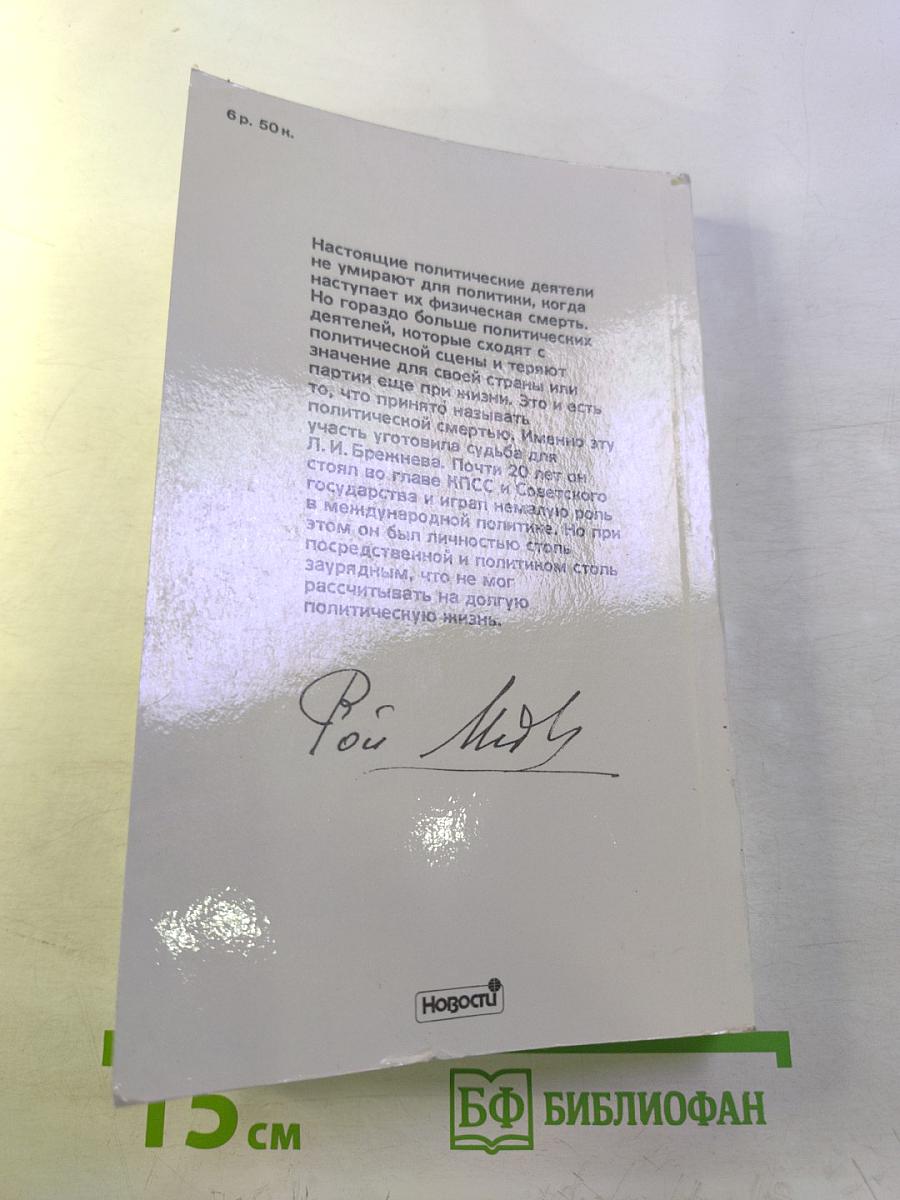 6 р. 50 к.
Настоящие политические деятели
не умирают для политики, когда
наступает их физическая смерть.
Но гораздо больше политических
деятелей, которые сходят с
политической сцены и теряют
значение для своей страны или
партии еще при жизни. Это и есть
то, что принято называть
политической смертью. Именно эту
участь уготовила судьба для
Л. И. Брежнева. Почти 20 лет он
стоял во главе КПСС и Советского
государства и играл немалую роль
в международной политике. Но при
этом он был личностью столь
посредственной и политиком столь
заурядным, что не мог
рассчитывать на долгую
политическую жизнь.
Рой
Новости
15 см
БФ БИБЛИОФАН